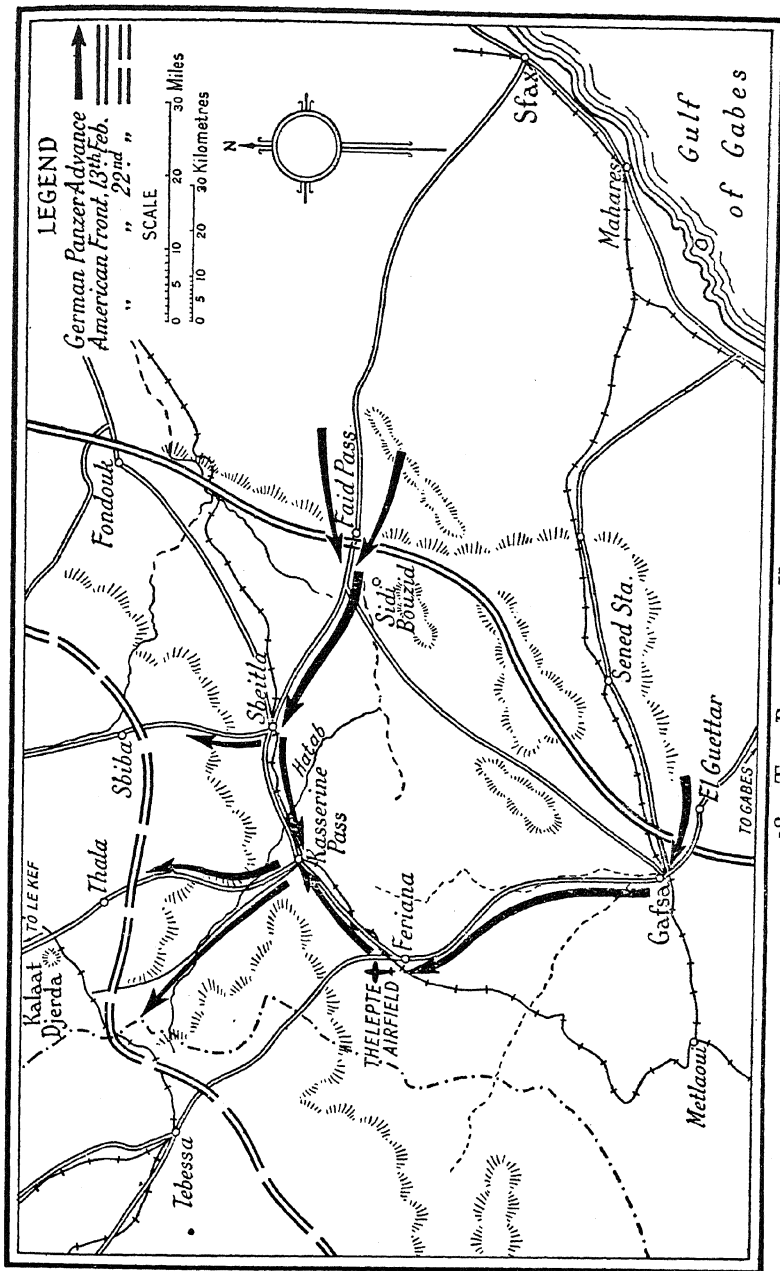 LEGEND
German Panzer Advance
American Front. 13th Feb.
" " 22nd "
SCALE
0 5 10 20 30 Miles
0 5 10 20 30 Kilometres
N
Fondouk
Sbiba
Thala
TO LE KEF
Kalaat
Djerda
Tebessa
Sbeitla
Hatab
Kasserine
Pass
Faid Pass
Sidi
Bouzid
Sfax
Mahares
Gulf
of Gabes
Feriana
THELEPTE
AIRFIELD
Sened Sta.
Gafsa
El Guettar
TO GABES
Metlaoui